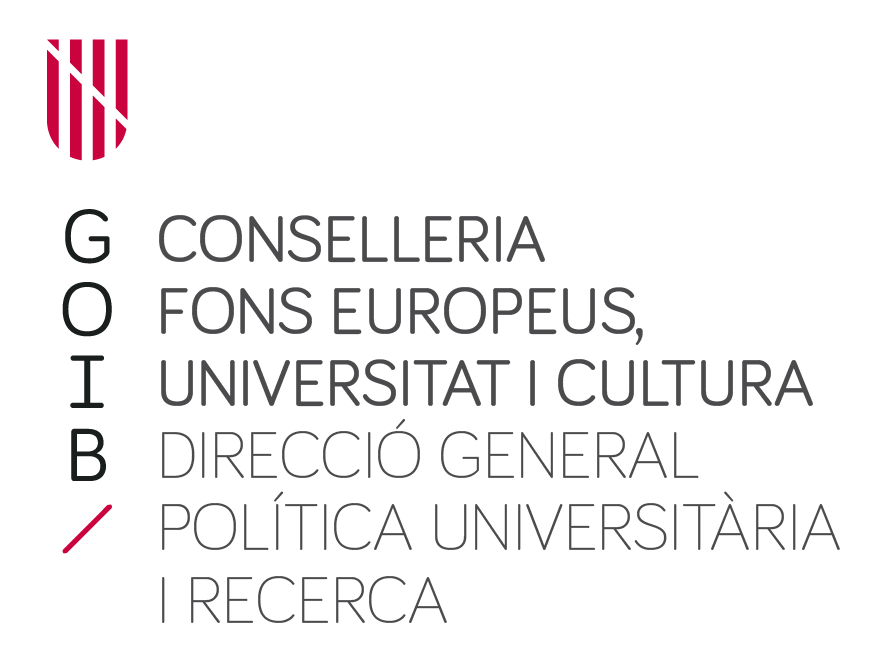 G CONSELLERIA
O FONS EUROPEUS,
I UNIVERSITAT I CULTURA
B DIRECCIÓ GENERAL
/ POLÍTICA UNIVERSITÀRIA
I RECERCA